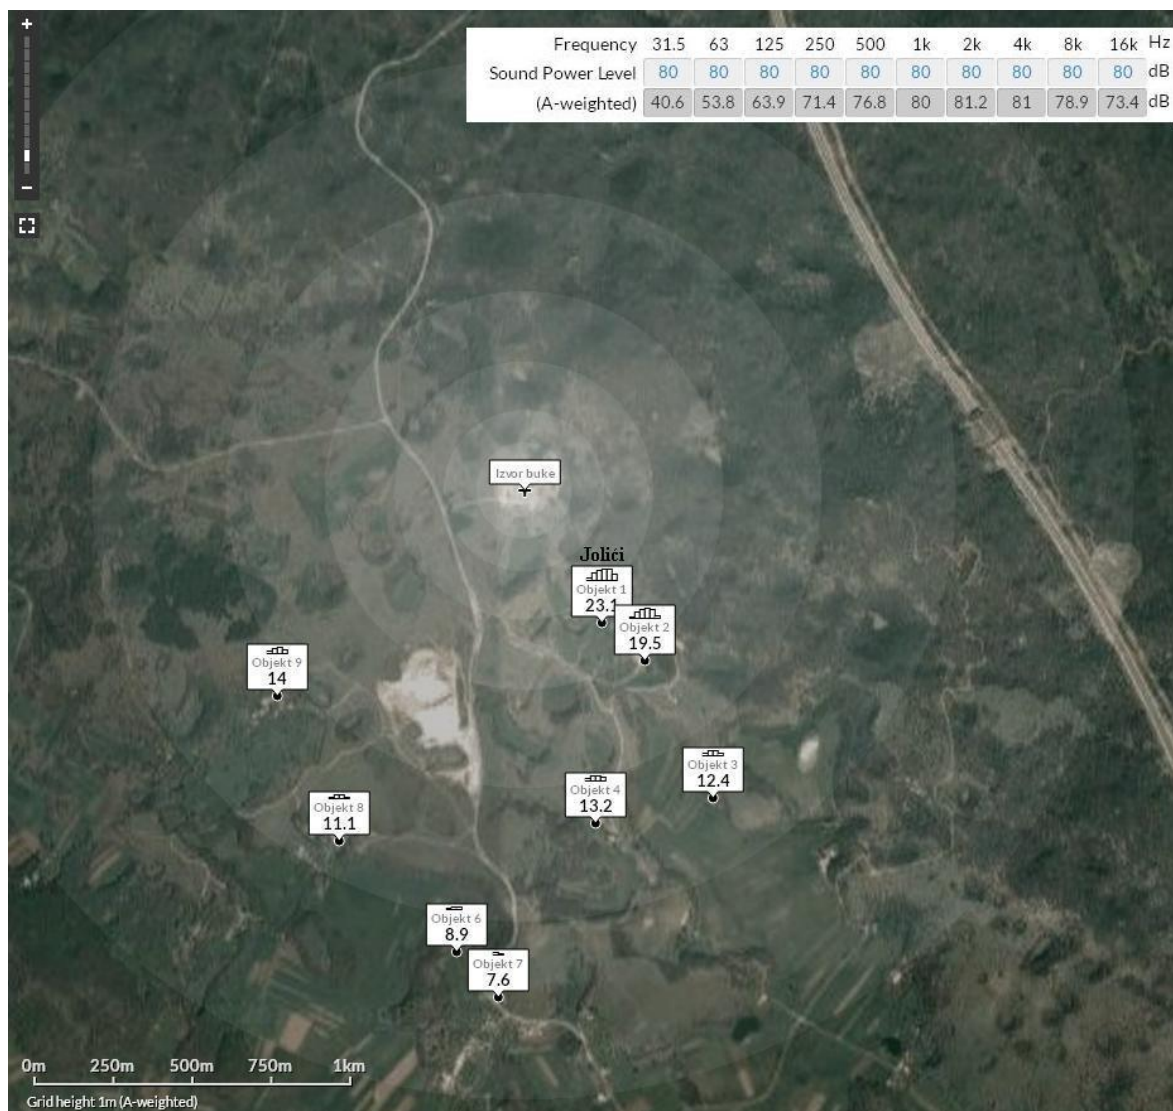 Frequency 31.5 63 125 250 500 1k 2k 4k 8k 16k Hz
Sound Power Level 80 80 80 80 80 80 80 80 80 80 dB
(A-weighted) 40.6 53.8 63.9 71.4 76.8 80 81.2 81 78.9 73.4 dB
+
−
Izvor buke
Jolići
Objekt 1
23.1
Objekt 2
19.5
Objekt 9
14
Objekt 3
12.4
Objekt 4
13.2
Objekt 8
11.1
Objekt 6
8.9
Objekt 7
7.6
0m 250m 500m 750m 1km
Grid height 1m (A-weighted)